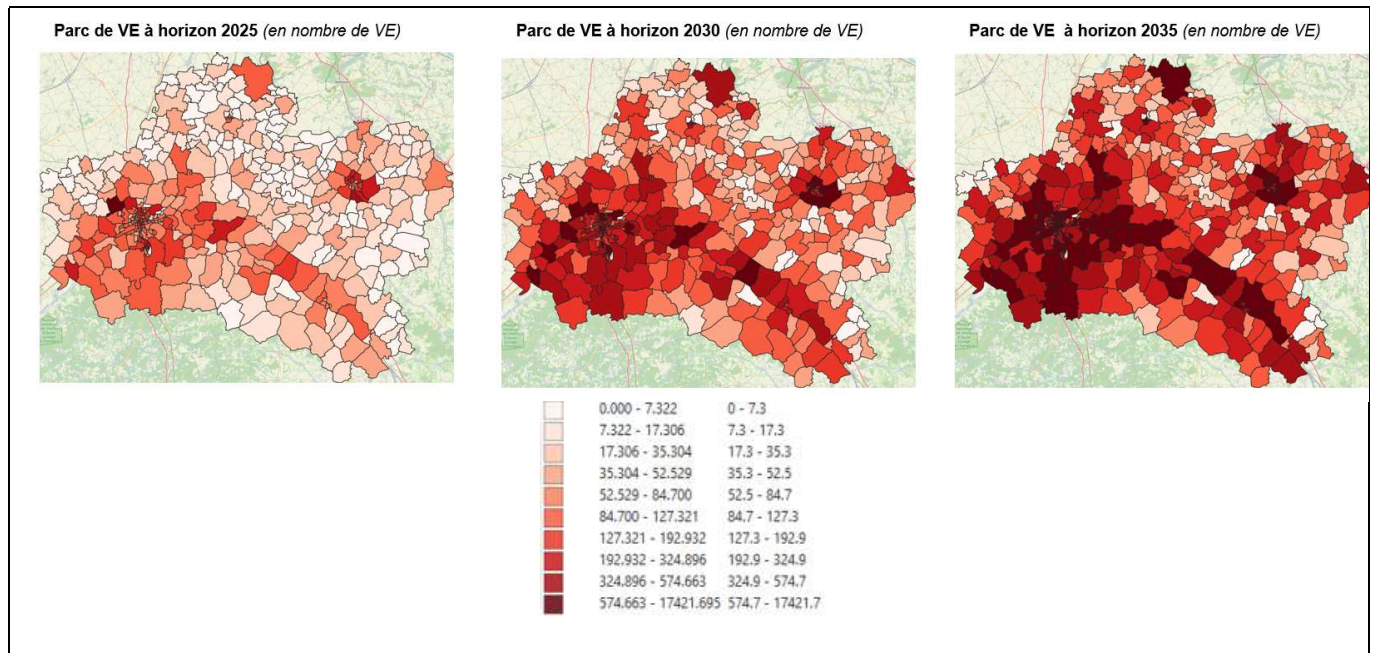 Parc de VE à horizon 2025 (en nombre de VE)
Parc de VE à horizon 2030 (en nombre de VE)
Parc de VE à horizon 2035 (en nombre de VE)
0.000 - 7.322 0 - 7.3
7.322 - 17.306 7.3 - 17.3
17.306 - 35.304 17.3 - 35.3
35.304 - 52.529 35.3 - 52.5
52.529 - 84.700 52.5 - 84.7
84.700 - 127.321 84.7 - 127.3
127.321 - 192.932 127.3 - 192.9
192.932 - 324.896 192.9 - 324.9
324.896 - 574.663 324.9 - 574.7
574.663 - 17421.695 574.7 - 17421.7